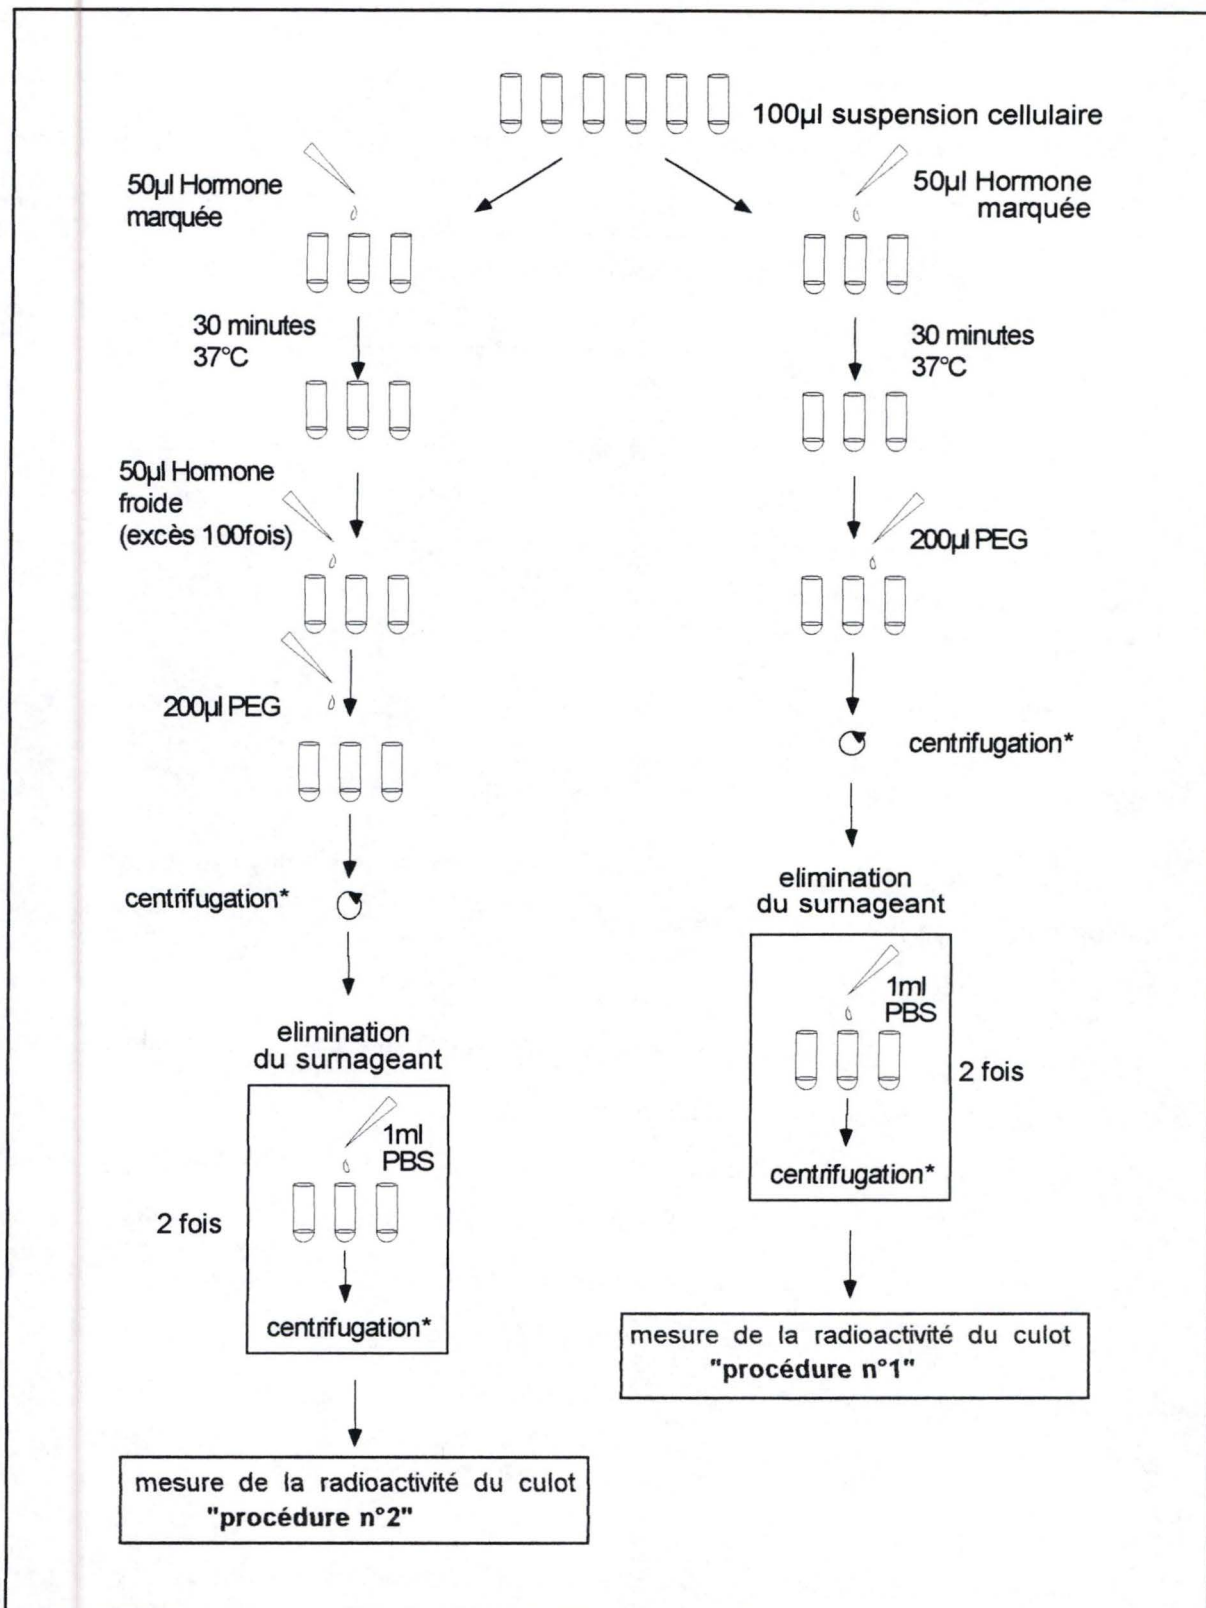 100µl suspension cellulaire
50µl Hormone
marquée
30 minutes
37°C
50µl Hormone
froide
(excès 100fois)
200µl PEG
centrifugation*
elimination
du surnageant
1ml
PBS
2 fois
centrifugation*
mesure de la radioactivité du culot
"procédure n°2"
50µl Hormone
marquée
30 minutes
37°C
200µl PEG
centrifugation*
elimination
du surnageant
1ml
PBS
2 fois
centrifugation*
mesure de la radioactivité du culot
"procédure n°1"